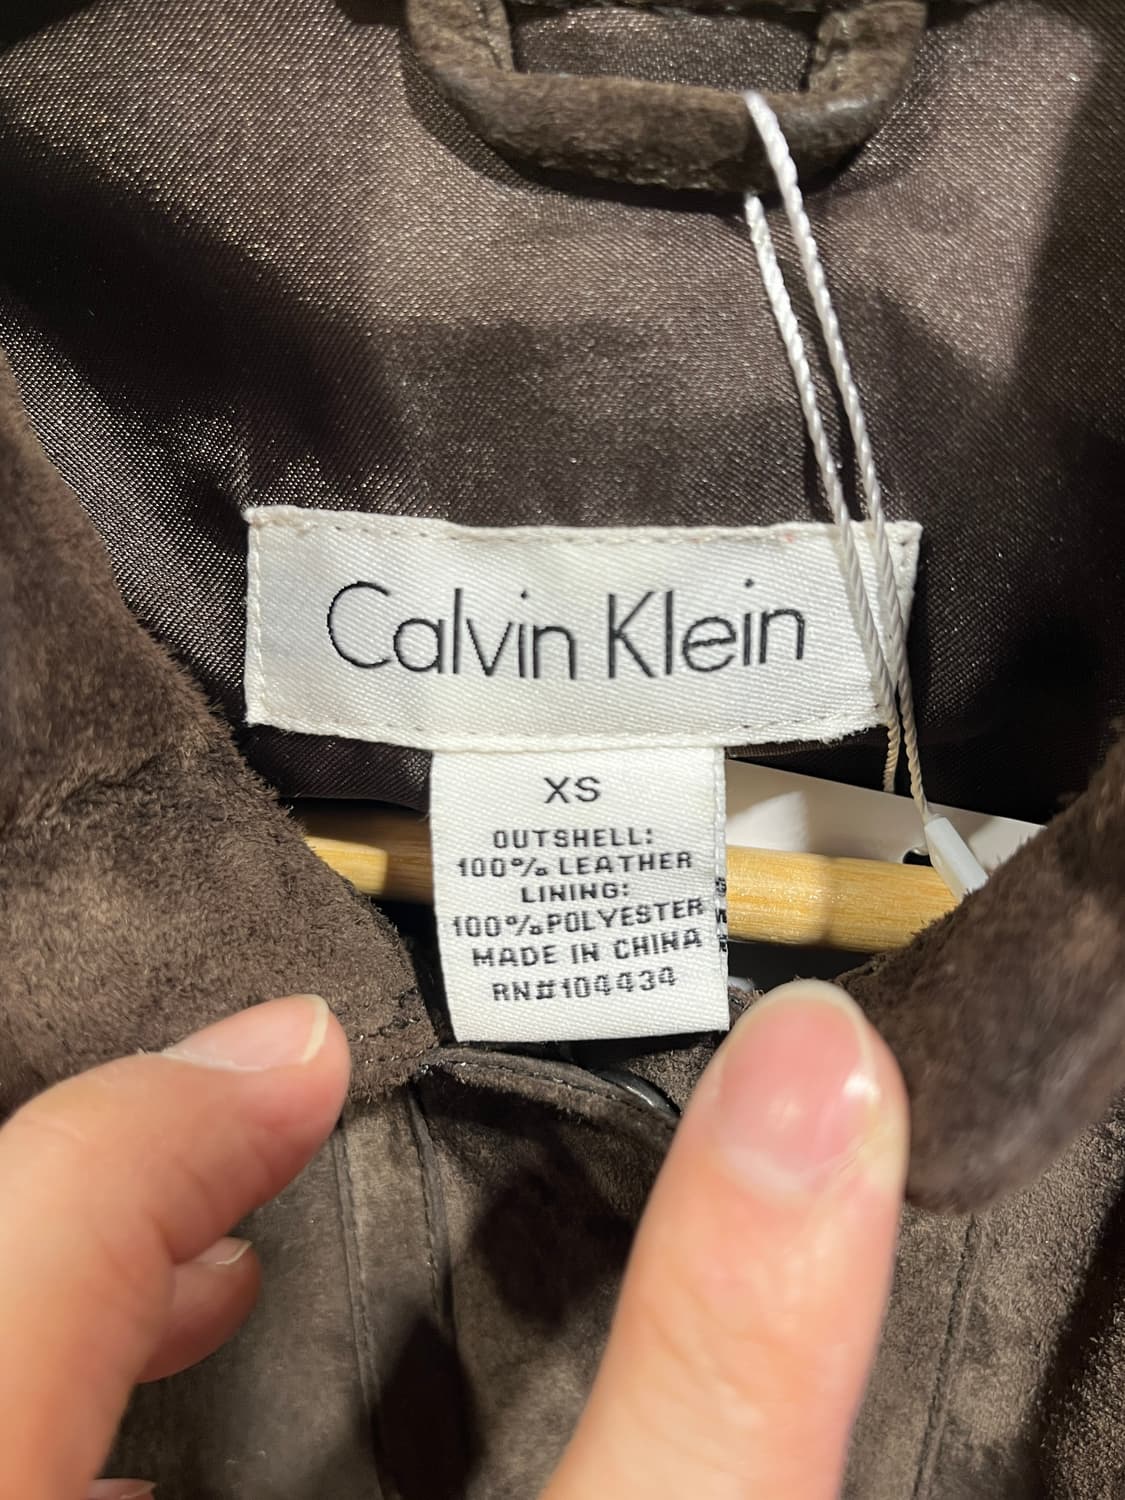 Calvin Klein
XS
OUTSHELL:
100% LEATHER
LINING:
100%POLYESTER
MADE IN CHINA
RN#104434